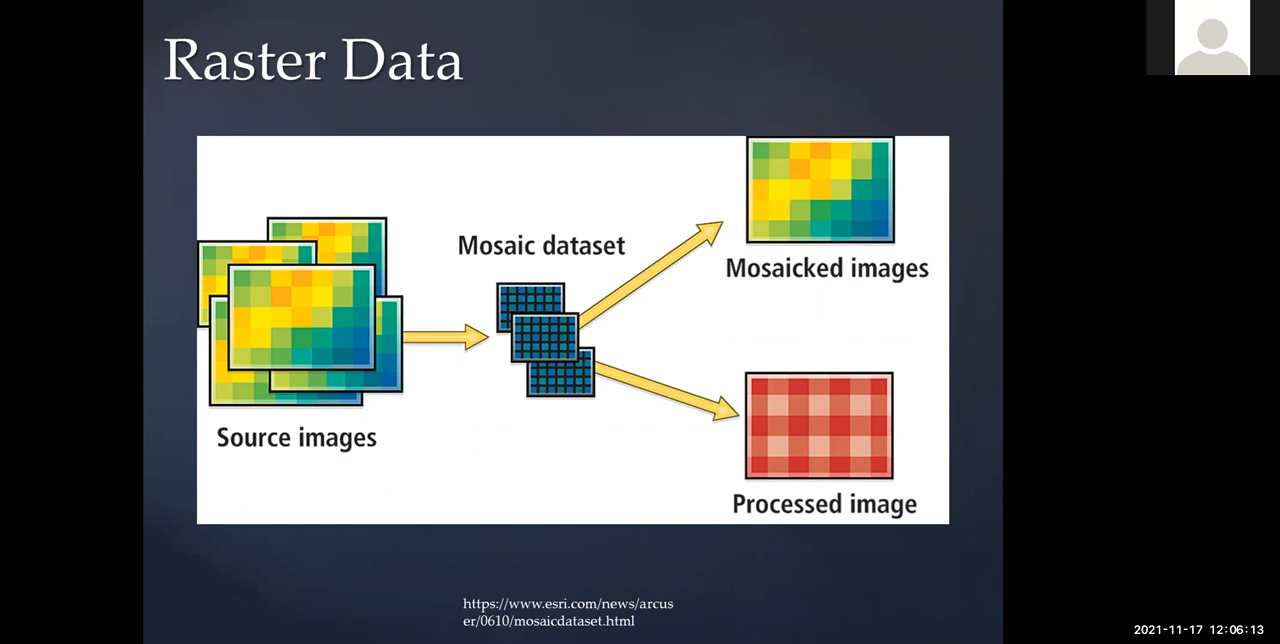 Raster Data
Mosaic dataset
Mosaicked images
Source images
Processed image
https://www.esri.com/news/arcus
er/0610/mosaicdataset.html
2021-11-17 12:06:13